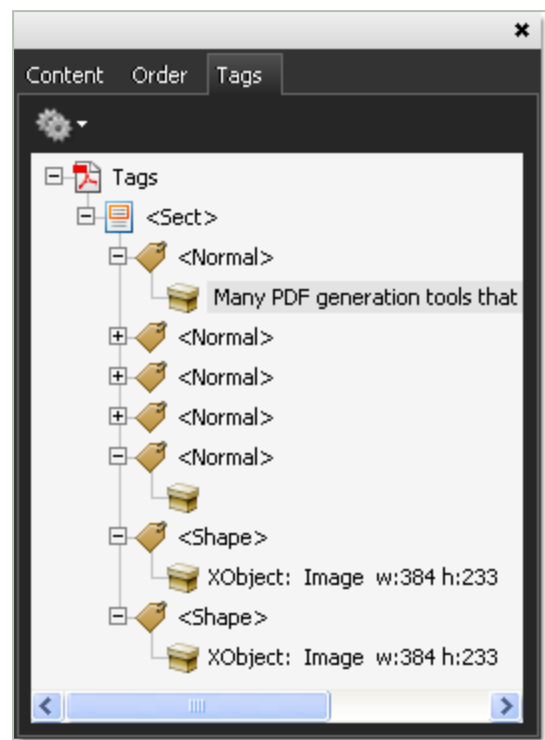 Content Order Tags
Tags
<Sect>
<Normal>
Many PDF generation tools that
<Normal>
<Normal>
<Normal>
<Normal>
<Shape>
XObject: Image w:384 h:233
<Shape>
XObject: Image w:384 h:233